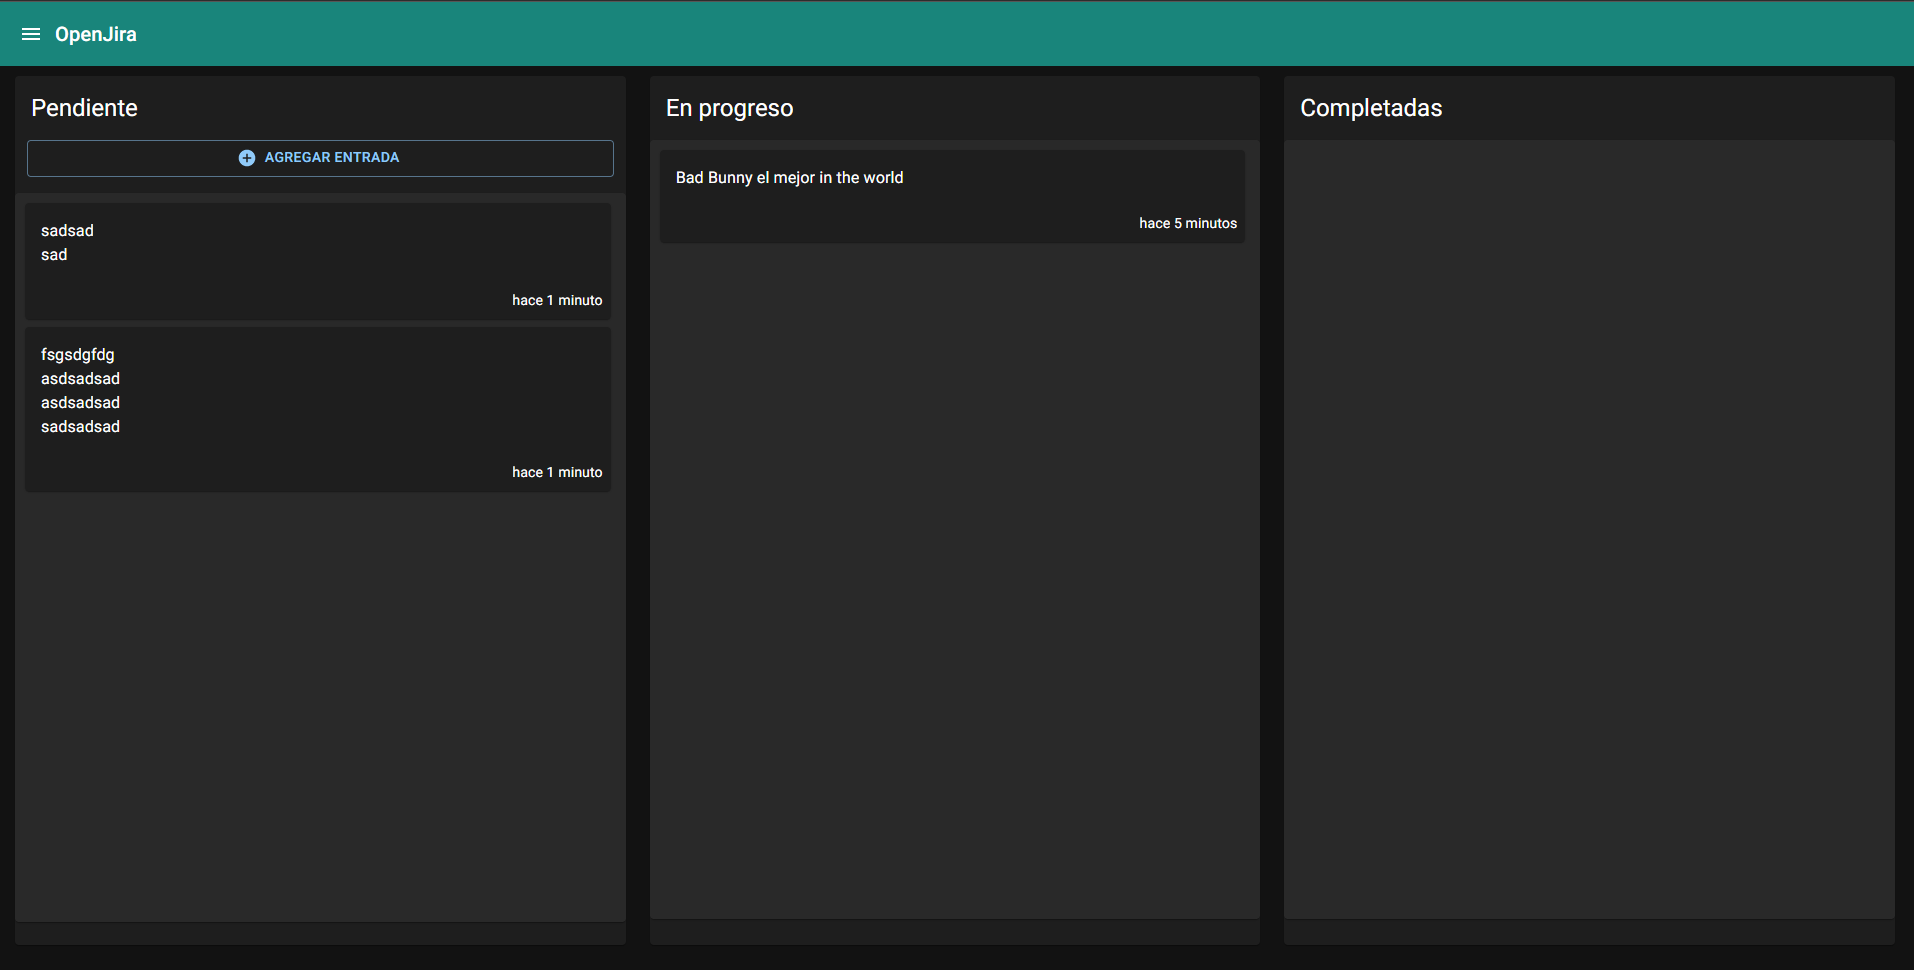 OpenJira
Pendiente
AGREGAR ENTRADA
sadsad
sad
hace 1 minuto
fsgsdgfdg
asdsadsad
asdsadsad
sadsadsad
hace 1 minuto
En progreso
Bad Bunny el mejor in the world
hace 5 minutos
Completadas